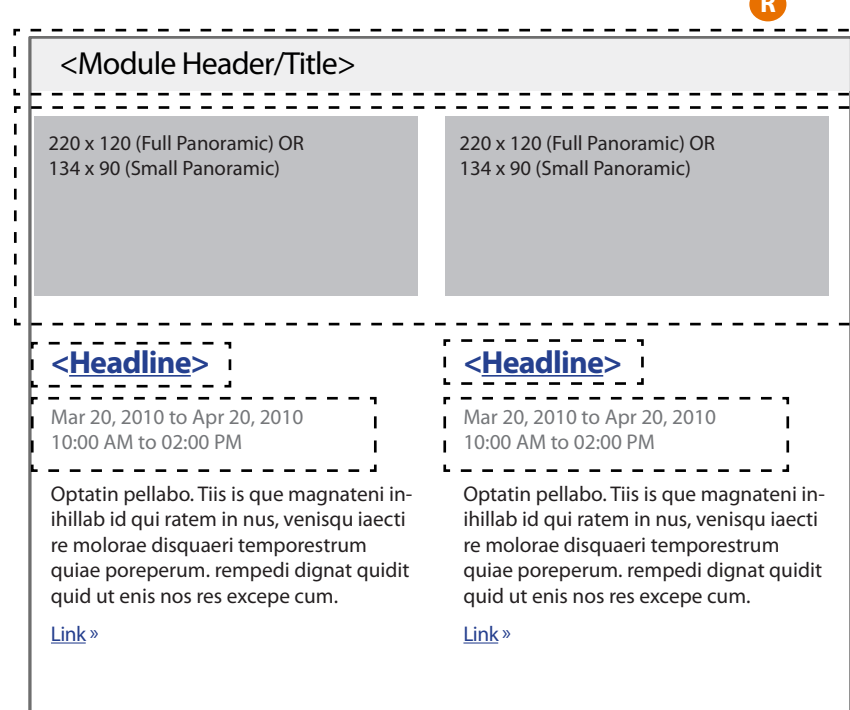 R
<Module Header/Title>
220 x 120 (Full Panoramic) OR
134 x 90 (Small Panoramic)
220 x 120 (Full Panoramic) OR
134 x 90 (Small Panoramic)
<Headline>
Mar 20, 2010 to Apr 20, 2010
10:00 AM to 02:00 PM
Optatin pellabo. Tiis is que magnateni in-
ihillab id qui ratem in nus, venisqu iaecti
re molorae disquaeri temporestrum
quiae poreperum. rempedi dignat quidit
quid ut enis nos res excepe cum.
Link »
<Headline>
Mar 20, 2010 to Apr 20, 2010
10:00 AM to 02:00 PM
Optatin pellabo. Tiis is que magnateni in-
ihillab id qui ratem in nus, venisqu iaecti
re molorae disquaeri temporestrum
quiae poreperum. rempedi dignat quidit
quid ut enis nos res excepe cum.
Link »